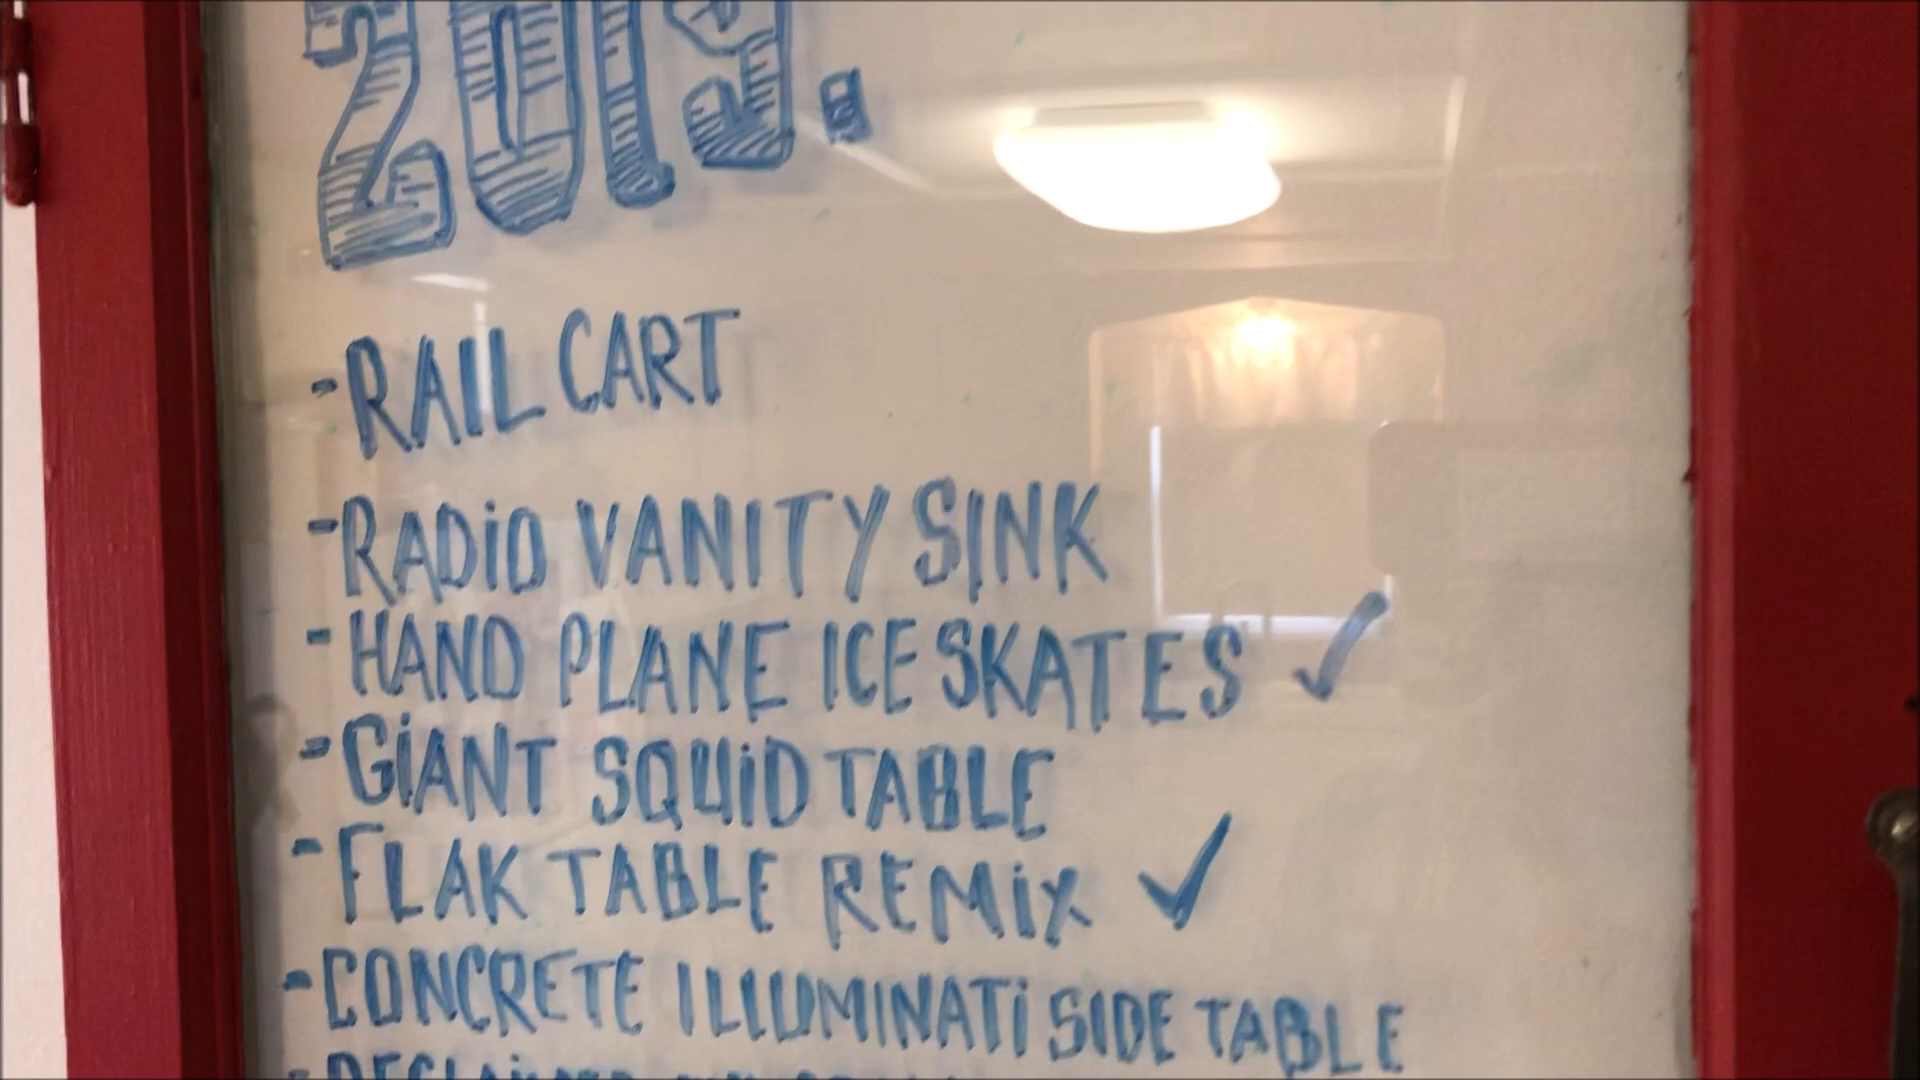 2019.
-RAIL CART
-RADiO VANITY SINK
-HAND PLANE ICE SKATES ✓
-GiANT SQUiD TABLE
-FLAK TABLE REMiX ✓
-CONCRETE ILLUMINATi SIDE TABLE